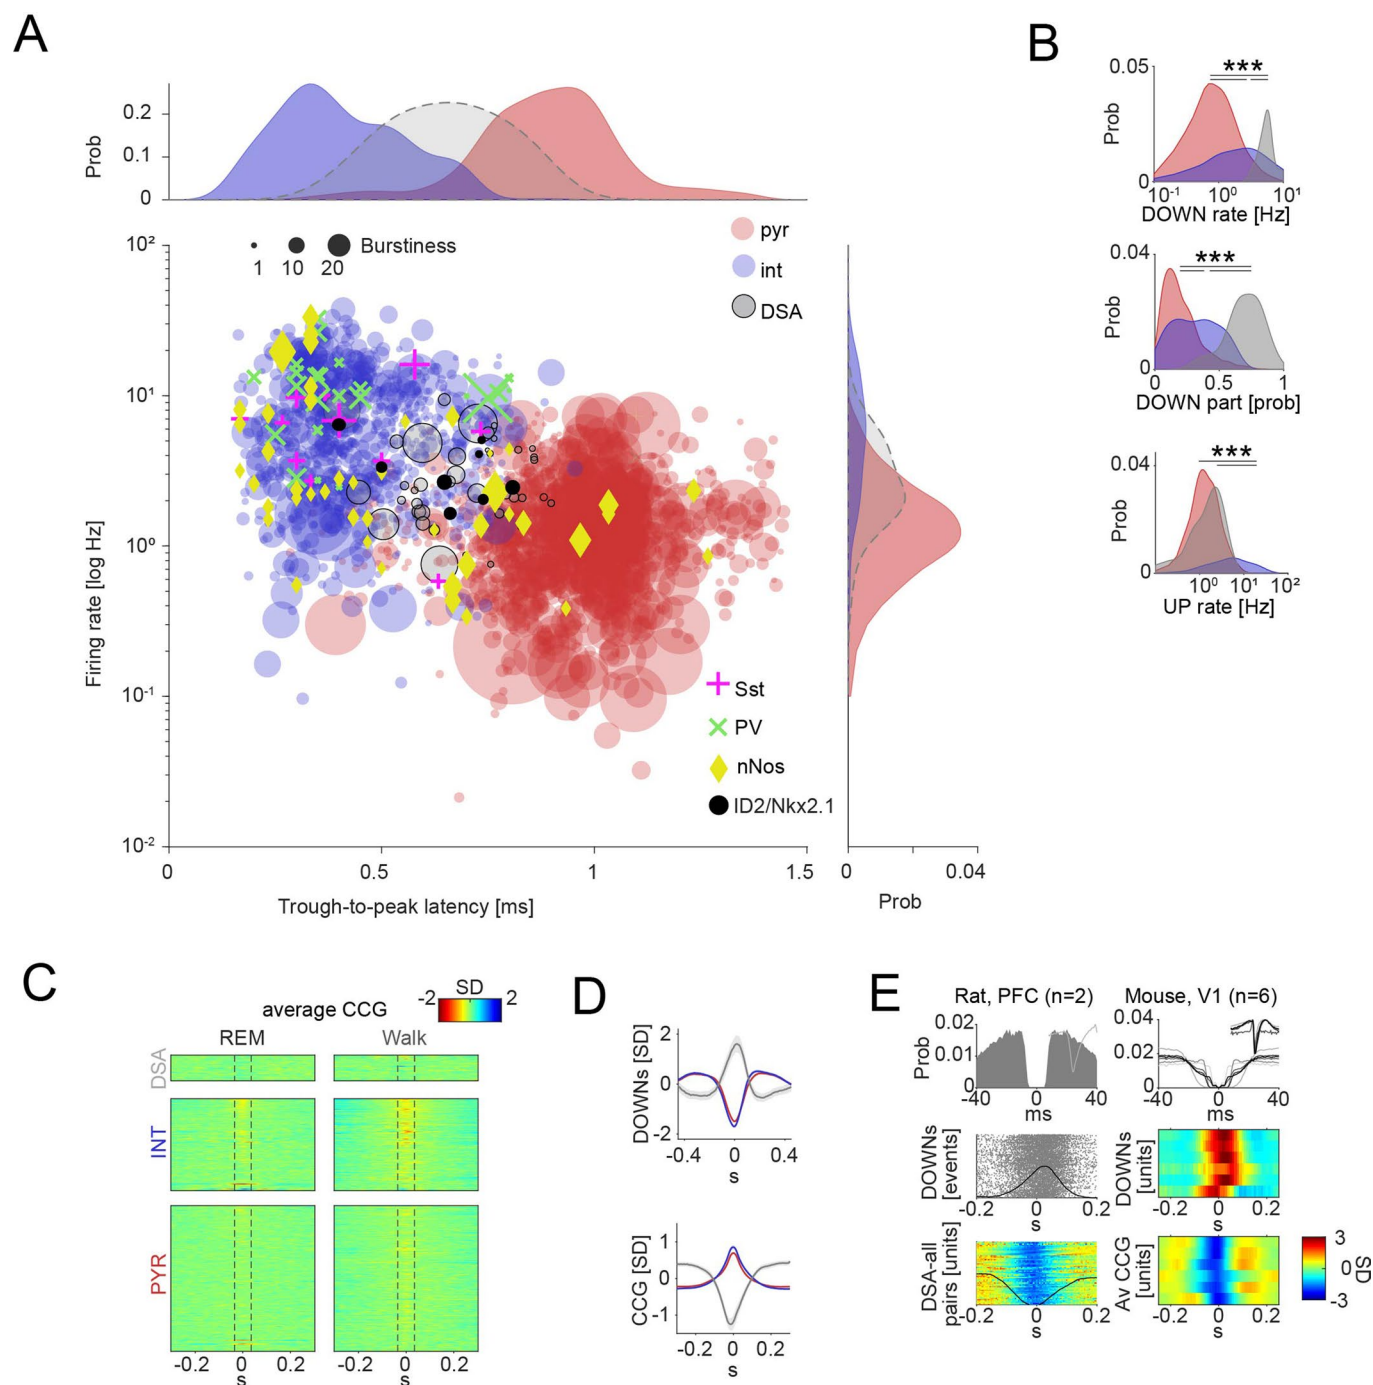 A
B
0.2
Prob
0.1
0
10²
Burstiness
1 10 20
pyr
int
DSA
10¹
Firing rate [log Hz]
10⁰
10⁻¹
Sst
PV
nNos
ID2/Nkx2.1
10⁻²
0 0.5 1 1.5
Trough-to-peak latency [ms]
0 0.04
Prob
0.05
***
Prob
0
10⁻¹ 10⁰ 10¹
DOWN rate [Hz]
0.04
***
Prob
0
0 0.5 1
DOWN part [prob]
0.04
***
Prob
0
10⁰ 10¹ 10²
UP rate [Hz]
C
average CCG
-2 SD 2
REM Walk
DSA
INT
PYR
-0.2 0 0.2 -0.2 0 0.2
s s
D
2
DOWNs [SD]
0
-2
-0.4 0 0.4
s
1
CCG [SD]
0
-1
-0.2 0 0.2
s
E
Rat, PFC (n=2) Mouse, V1 (n=6)
0.02
Prob
0.01
0
-40 0 40
ms
0.04
0.02
0
-40 0 40
ms
DOWNs
[events]
-0.2 0 0.2
s
DOWNs
[units]
-0.2 0 0.2
s
DSA-all
pairs [units]
-0.2 0 0.2
s
Av CCG
[units]
-0.2 0 0.2
s
3
0
-3
SD